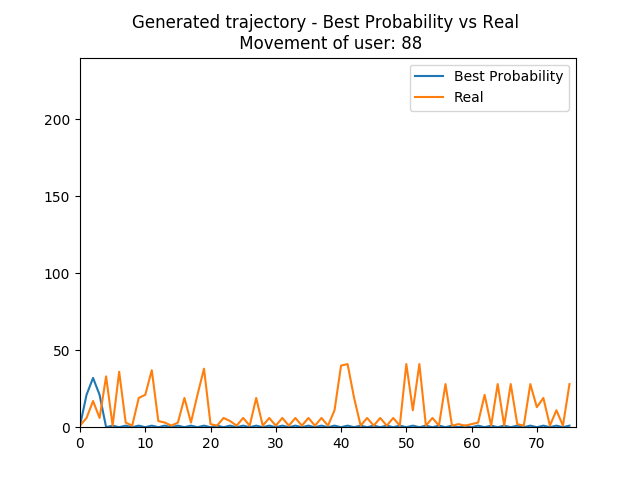 Generated trajectory - Best Probability vs Real
Movement of user: 88
Best Probability
Real
200
150
100
50
0
0 10 20 30 40 50 60 70